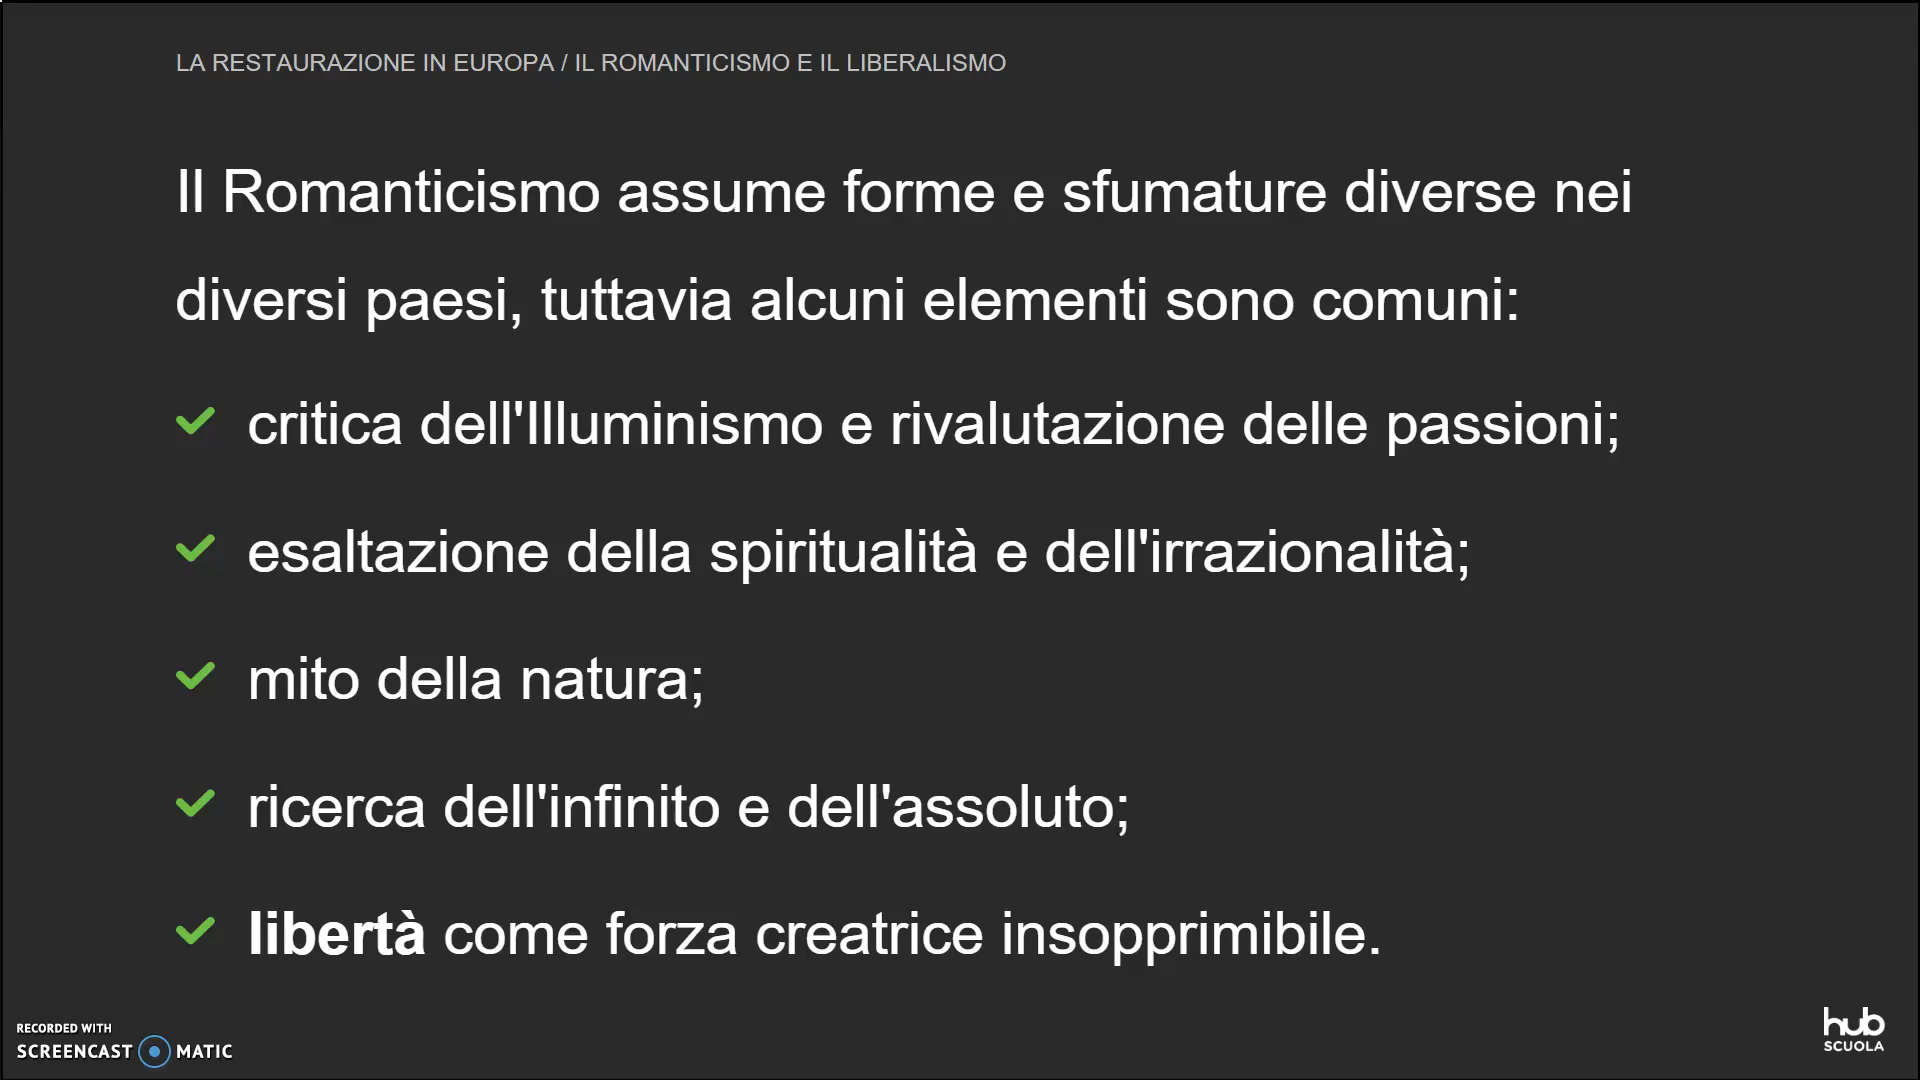 LA RESTAURAZIONE IN EUROPA / IL ROMANTICISMO E IL LIBERALISMO
Il Romanticismo assume forme e sfumature diverse nei
diversi paesi, tuttavia alcuni elementi sono comuni:
critica dell'Illuminismo e rivalutazione delle passioni;
esaltazione della spiritualità e dell'irrazionalità;
mito della natura;
ricerca dell'infinito e dell'assoluto;
libertà come forza creatrice insopprimibile.
RECORDED WITH
SCREENCAST MATIC
hub
SCUOLA